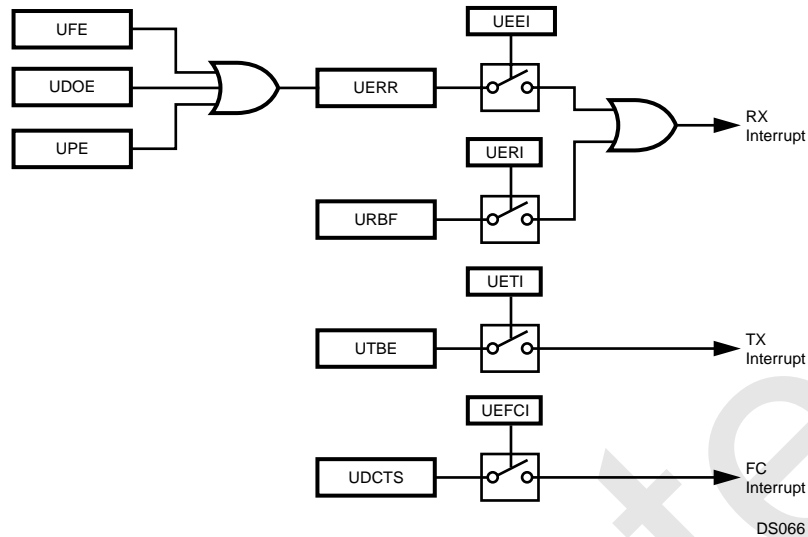 UFE
UDOE
UPE
UERR
UEEI
UERI
URBF
RX
Interrupt
UETI
UTBE
TX
Interrupt
UEFCI
UDCTS
FC
Interrupt
DS066